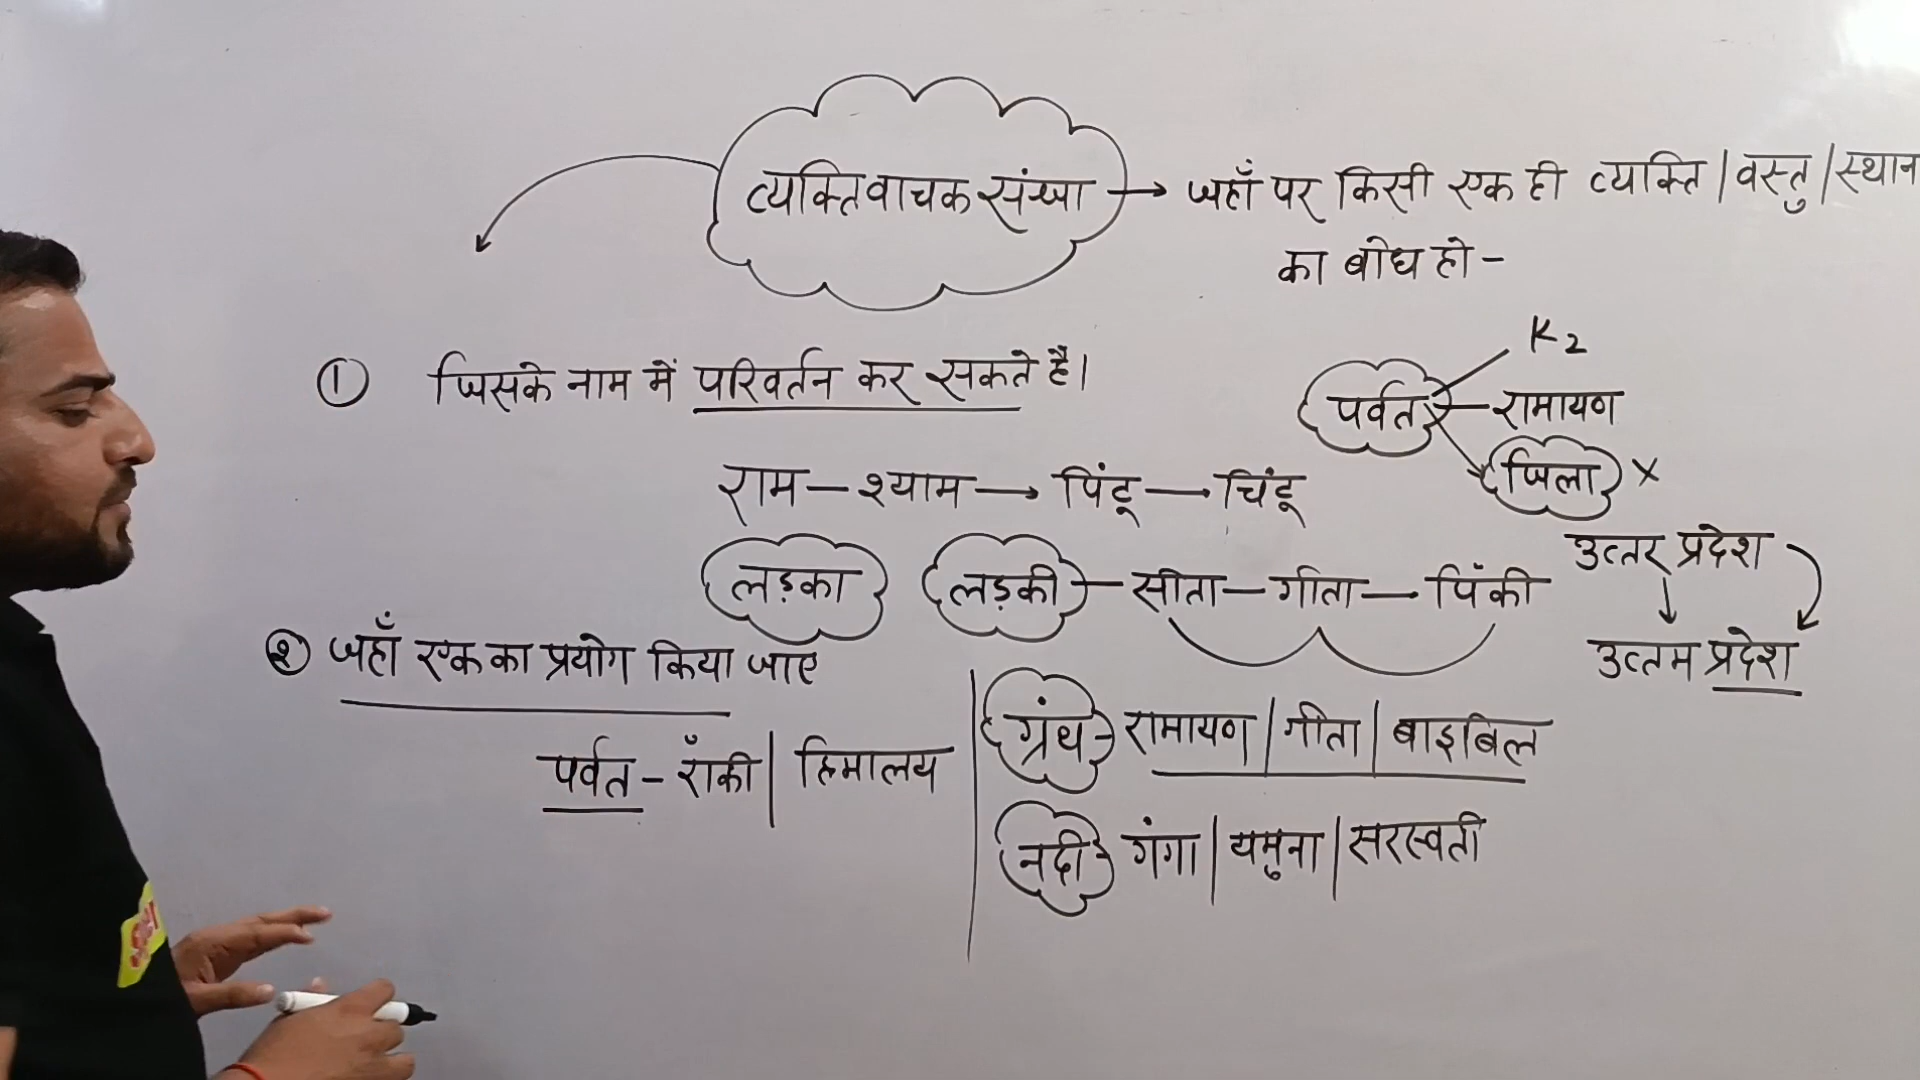 व्यक्तिवाचक संज्ञा → जहाँ पर किसी एक ही व्यक्ति | वस्तु | स्थान
का बोध हो -
① जिसके नाम में परिवर्तन कर सकते हैं।
पर्वत - K2
रामायण
जिला ×
राम - श्याम → पिंटू → चिंटू
लड़का लड़की - सीता - गीता - पिंकी
उत्तर प्रदेश
उत्तम प्रदेश
② जहाँ एक का प्रयोग किया जाए
पर्वत - रॉकी | हिमालय
ग्रंथ - रामायण | गीता | बाइबिल
नदी - गंगा | यमुना | सरस्वती